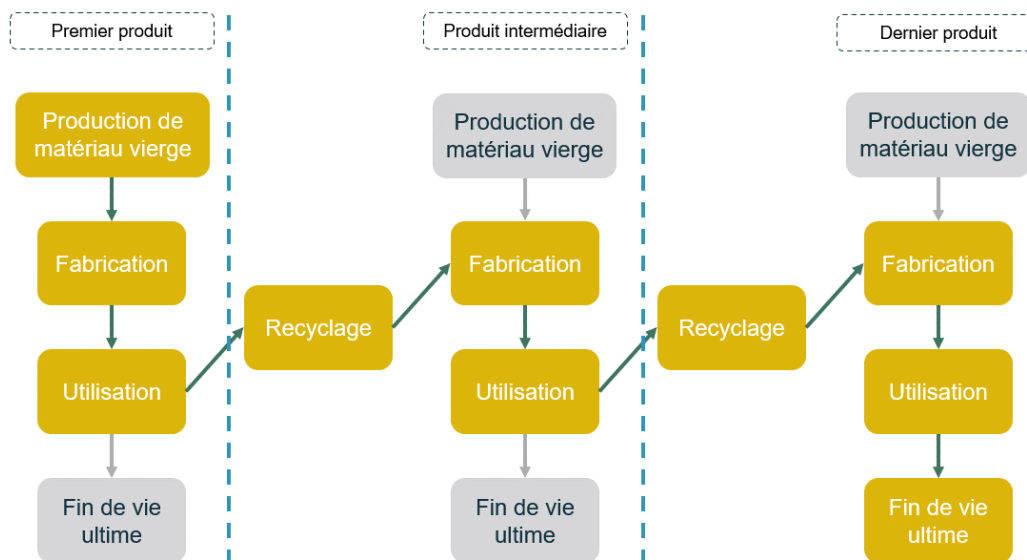 Premier produit
Produit intermédiaire
Dernier produit
Production de
matériau vierge
Production de
matériau vierge
Production de
matériau vierge
Fabrication
Fabrication
Fabrication
Recyclage
Recyclage
Utilisation
Utilisation
Utilisation
Fin de vie
ultime
Fin de vie
ultime
Fin de vie
ultime